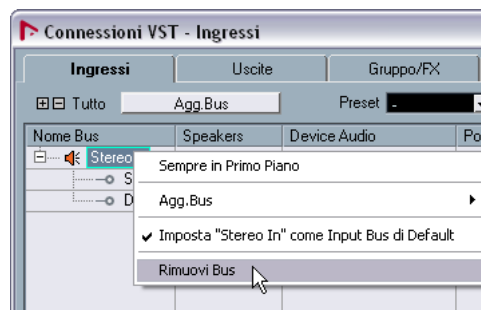 Connessioni VST - Ingressi
Ingressi Uscite Gruppo/FX
Tutto Agg.Bus Preset -
Nome Bus Speakers Device Audio Po
Stereo
S
D
Sempre in Primo Piano
Agg.Bus
Imposta "Stereo In" come Input Bus di Default
Rimuovi Bus